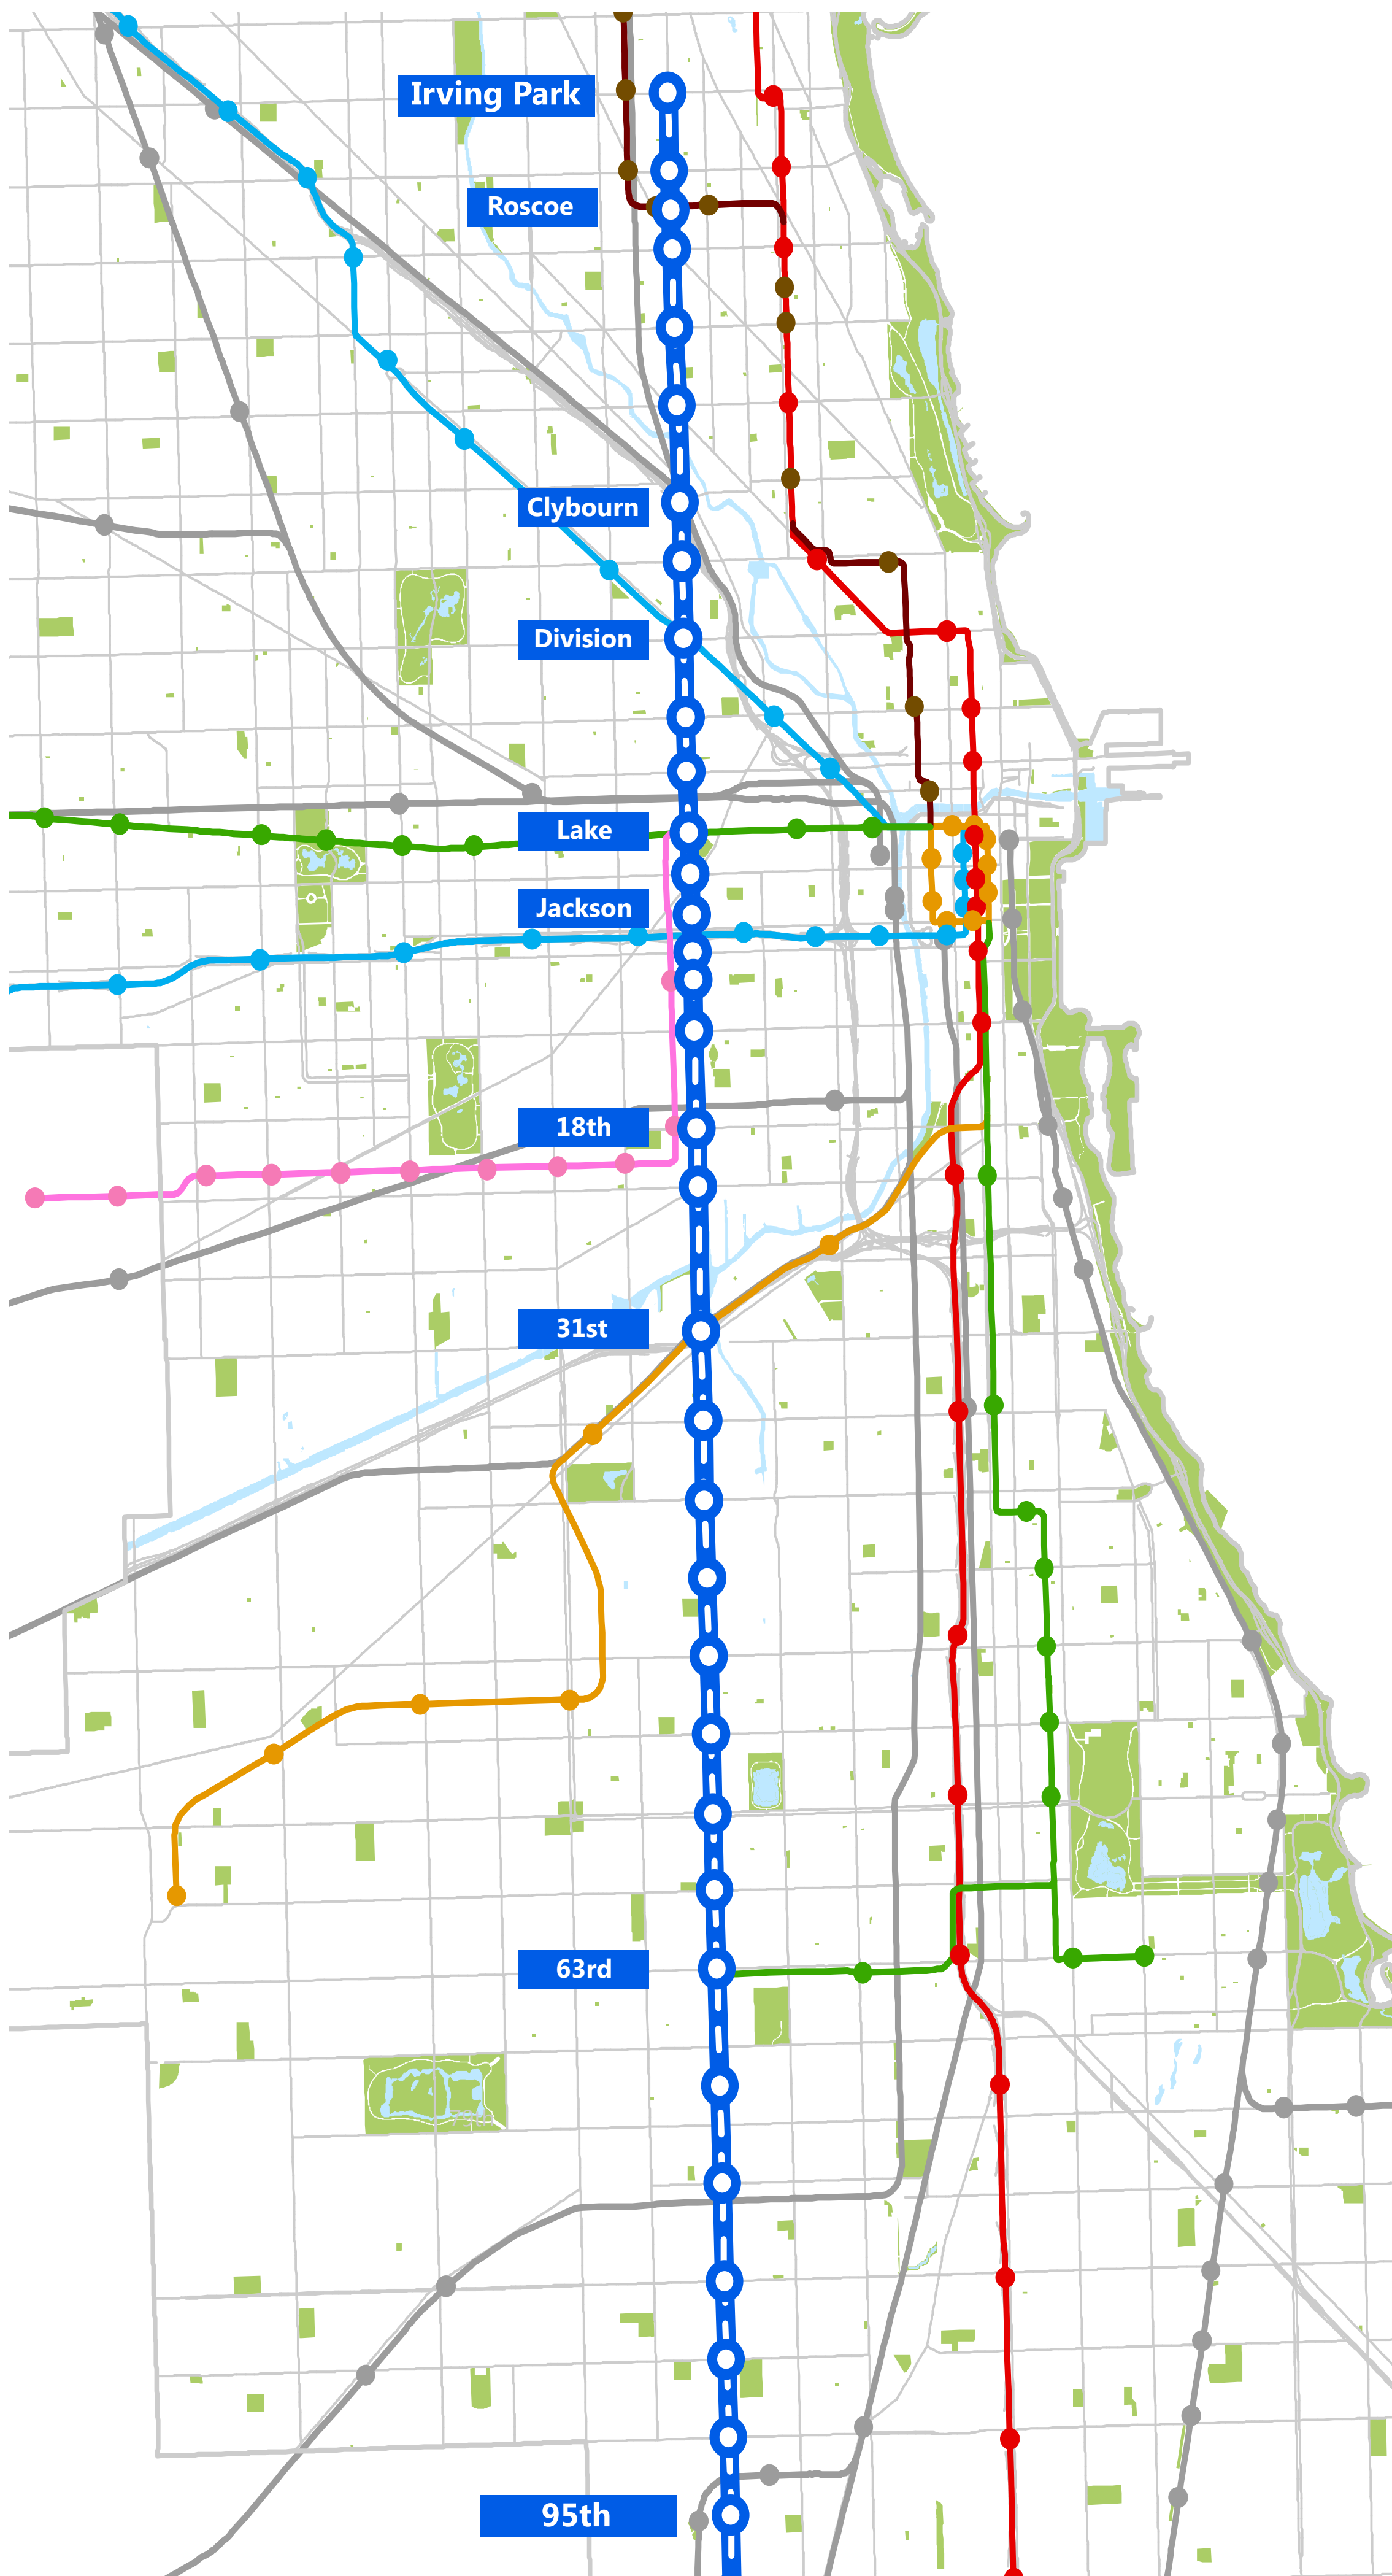 Irving Park
Roscoe
Clybourn
Division
Lake
Jackson
18th
31st
63rd
95th